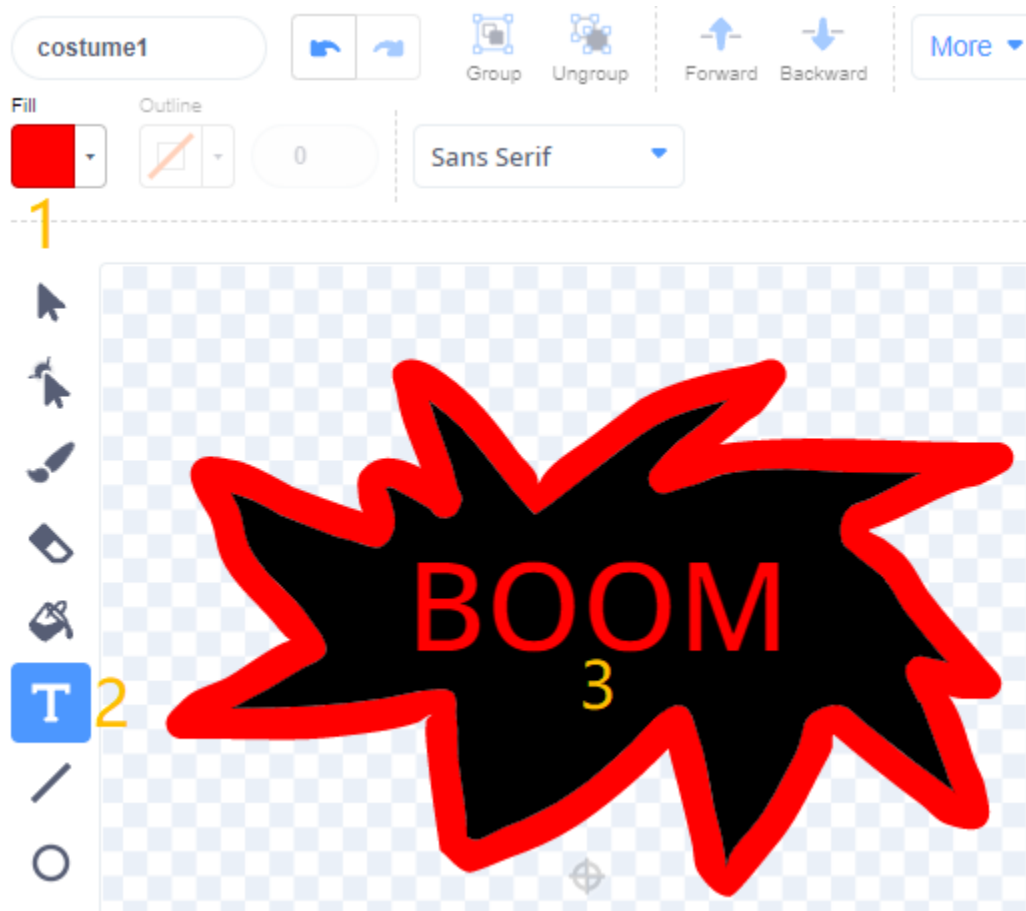 costume1
Group Ungroup Forward Backward More
Fill Outline
0 Sans Serif
1
BOOM
3
T 2